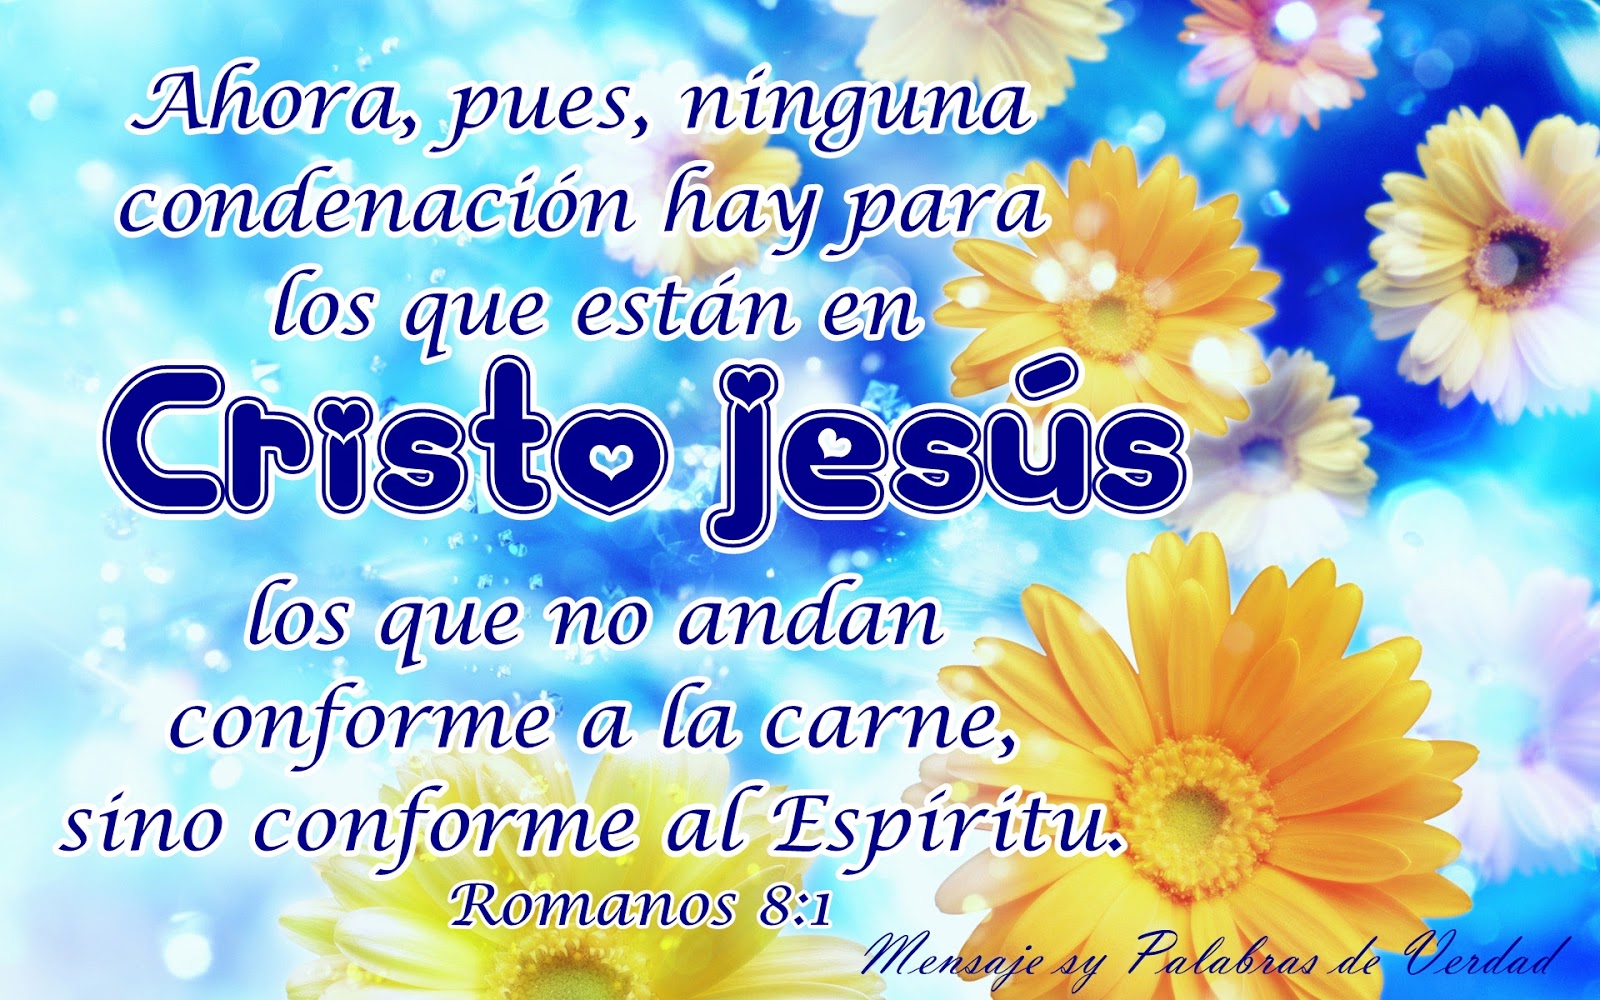 Ahora, pues, ninguna
condenación hay para
los que están en
Cristo Jesús
los que no andan
conforme a la carne,
sino conforme al Espíritu.
Romanos 8:1
Mensaje sy Palabras de Verdad